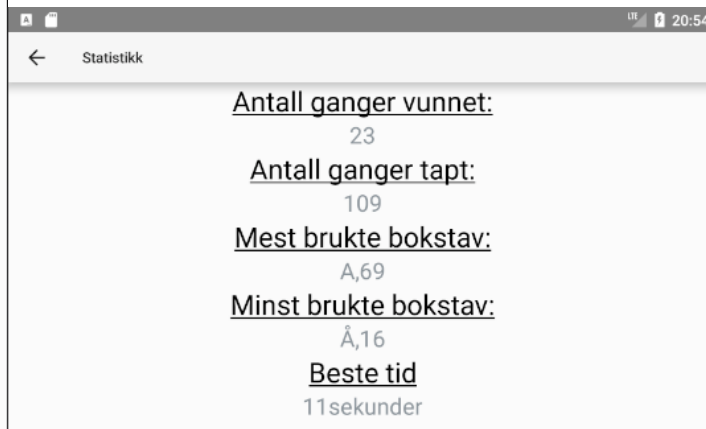 A LTE 20:54
Statistikk
Antall ganger vunnet:
23
Antall ganger tapt:
109
Mest brukte bokstav:
A,69
Minst brukte bokstav:
Å,16
Beste tid
11sekunder